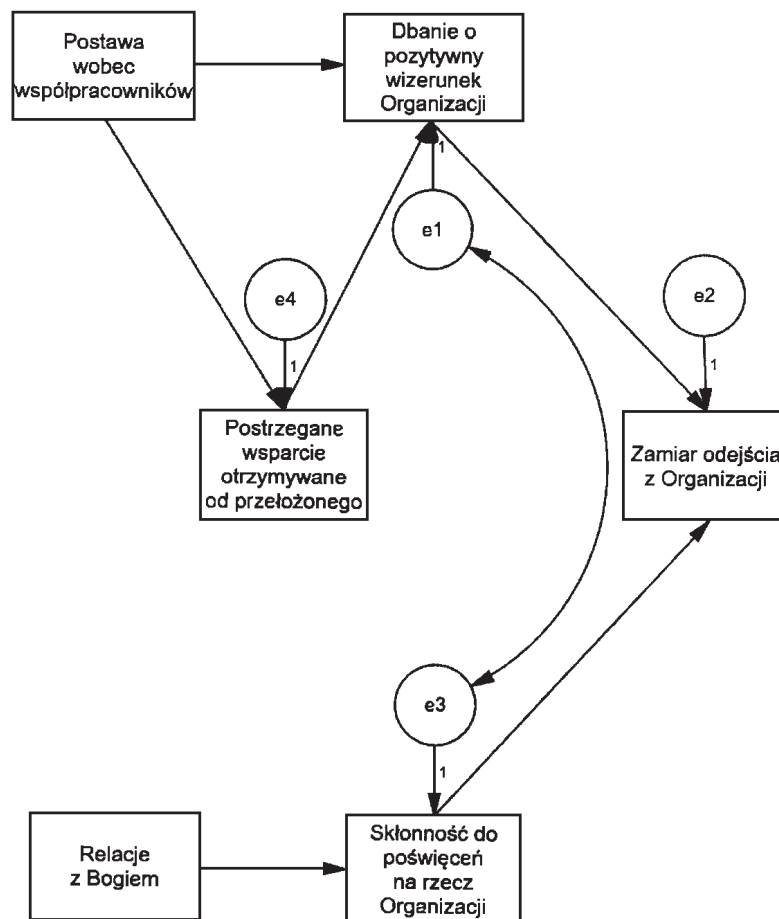 Postawa
wobec
współpracowników
Dbanie o
pozytywny
wizerunek
Organizacji
1
e1
e4
e2
1
1
Postrzegane
wsparcie
otrzymywane
od przełożonego
Zamiar odejścia
z Organizacji
e3
1
Relacje
z Bogiem
Skłonność do
poświęceń
na rzecz
Organizacji